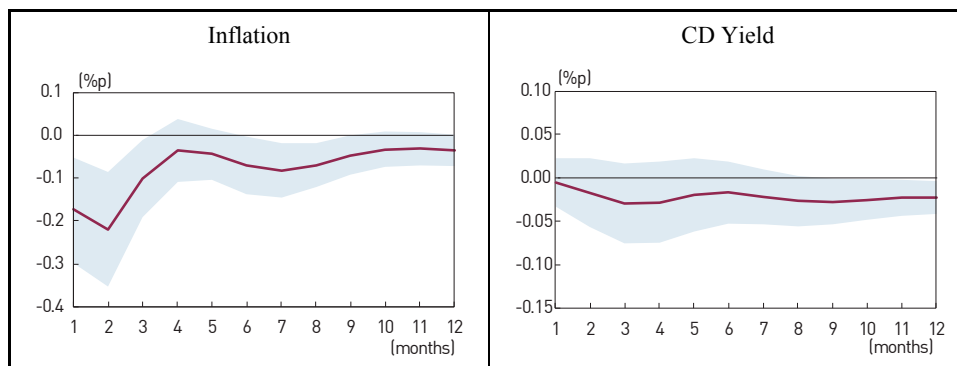 Inflation
(%p)
0.1
0.0
-0.1
-0.2
-0.3
-0.4
1 2 3 4 5 6 7 8 9 10 11 12
(months)
CD Yield
(%p)
0.10
0.05
0.00
-0.05
-0.10
-0.15
1 2 3 4 5 6 7 8 9 10 11 12
(months)